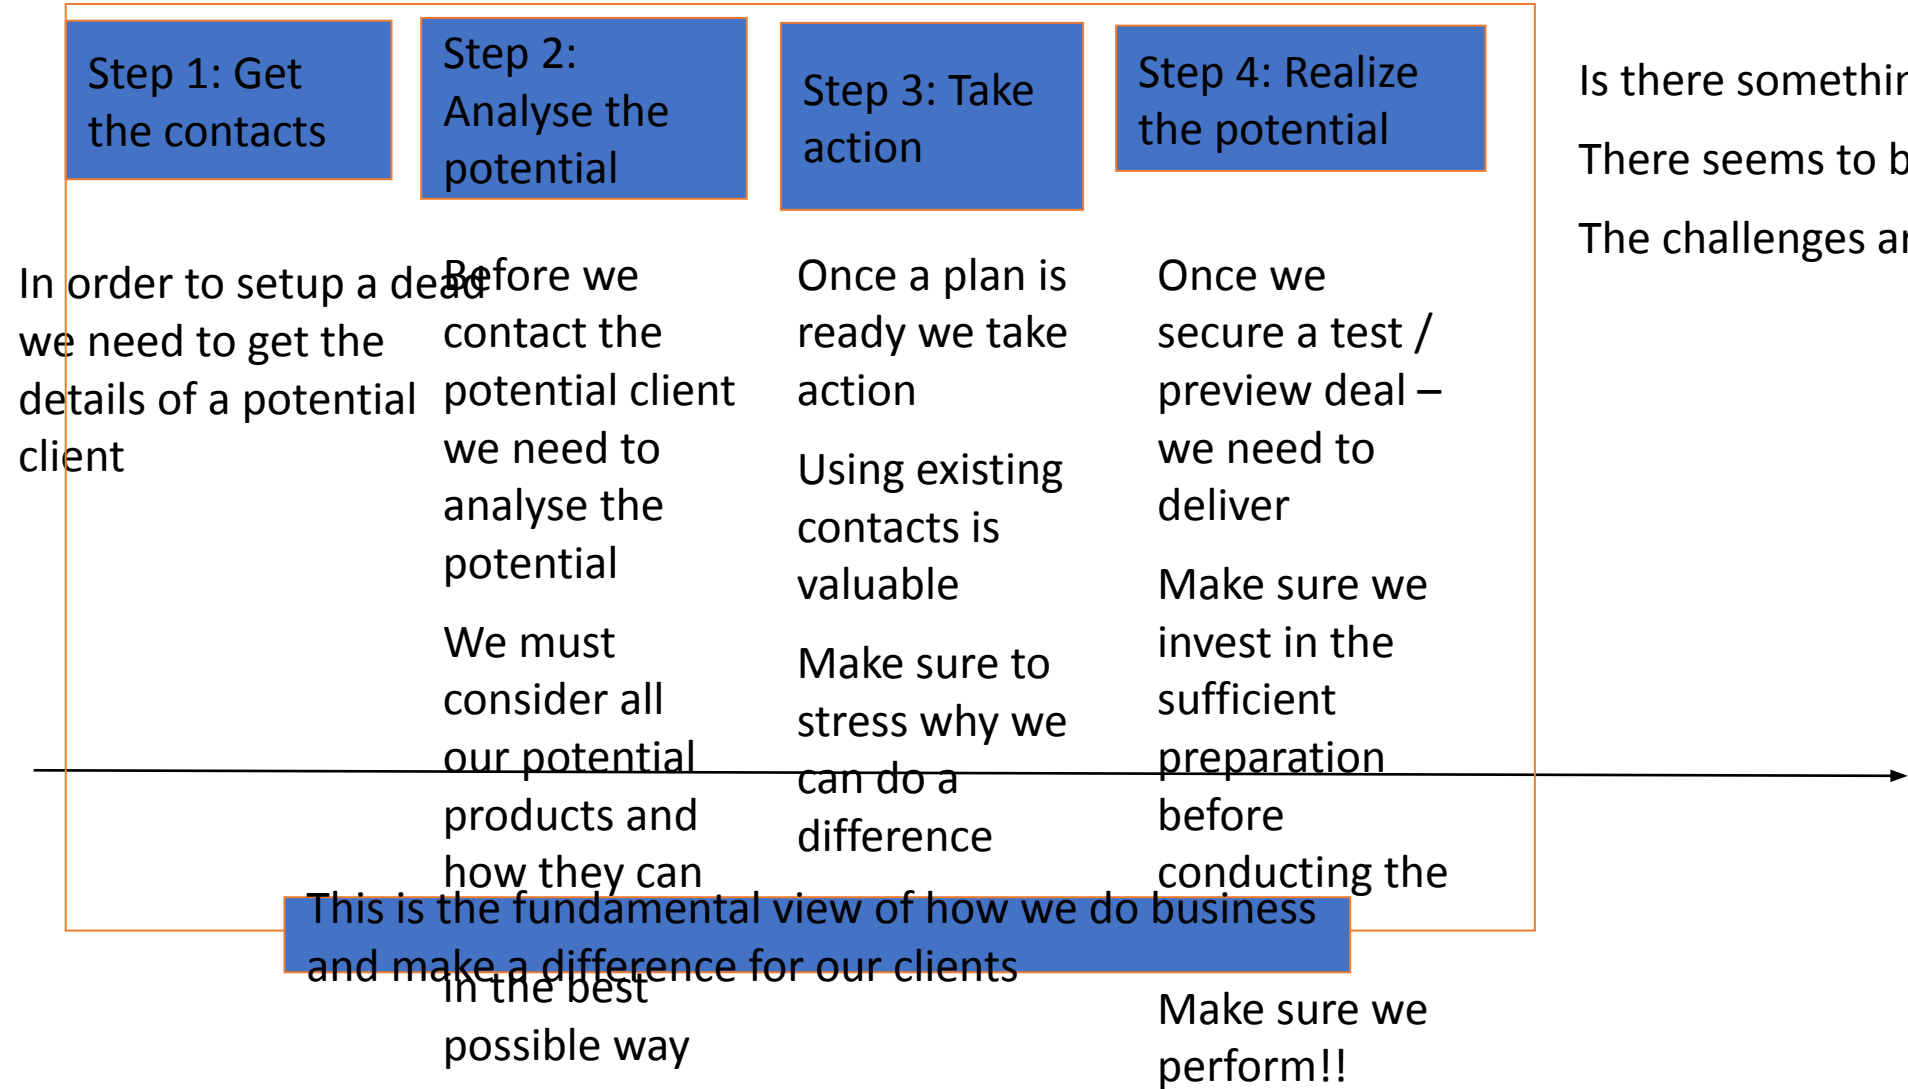 Step 1: Get
the contacts
Step 2:
Analyse the
potential
Step 3: Take
action
Step 4: Realize
the potential
In order to setup a dead
we need to get the
details of a potential
client
Before we
contact the
potential client
we need to
analyse the
potential
We must
consider all
our potential
products and
how they can
in the best
possible way
Once a plan is
ready we take
action
Using existing
contacts is
valuable
Make sure to
stress why we
can do a
difference
Once we
secure a test /
preview deal –
we need to
deliver
Make sure we
invest in the
sufficient
preparation
before
conducting the
Make sure we
perform!!
Is there
There seems to
The challenges
This is the fundamental view of how we do business
and make a difference for our clients